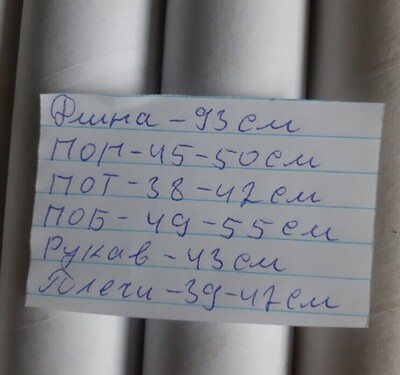 Длина - 93 см
ПОГ - 45 - 50 см
ПОТ - 38 - 42 см
ПОБ - 49 - 55 см
Рукав - 43 см
Плечи - 39 - 47 см